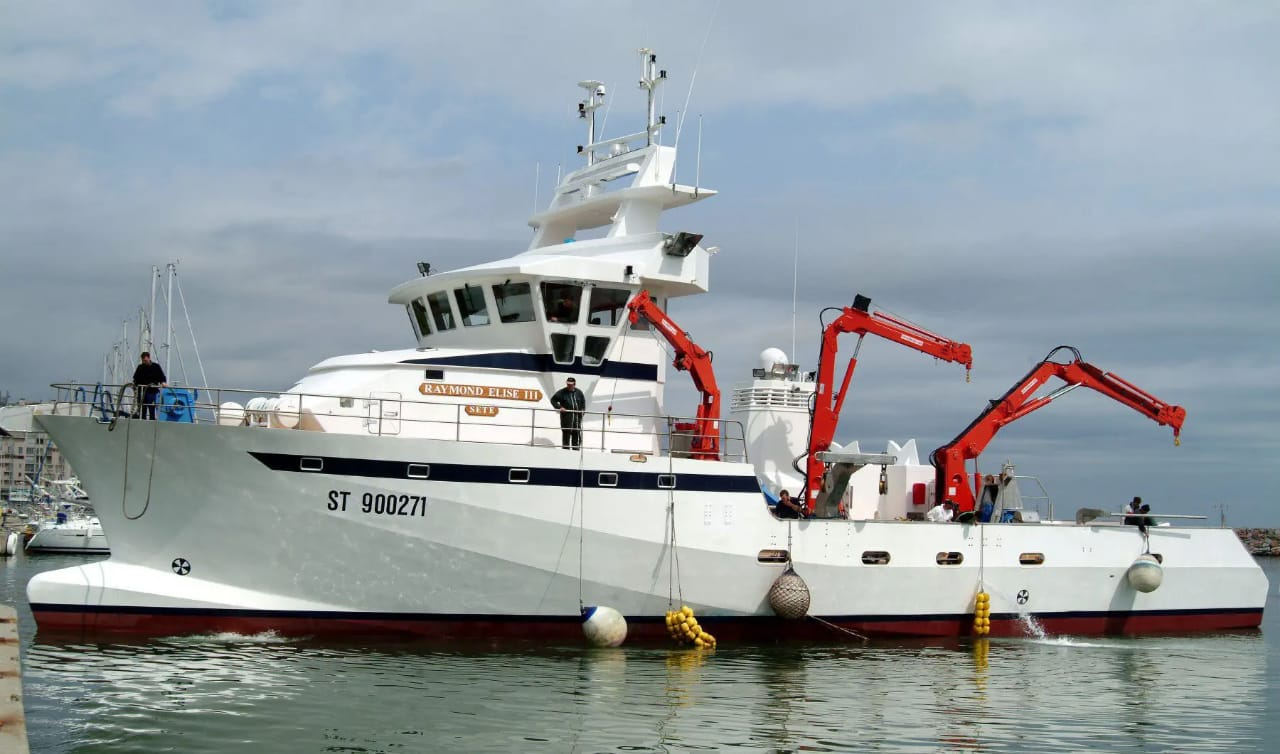 RAYMOND ELISE III
SETE
ST 900271